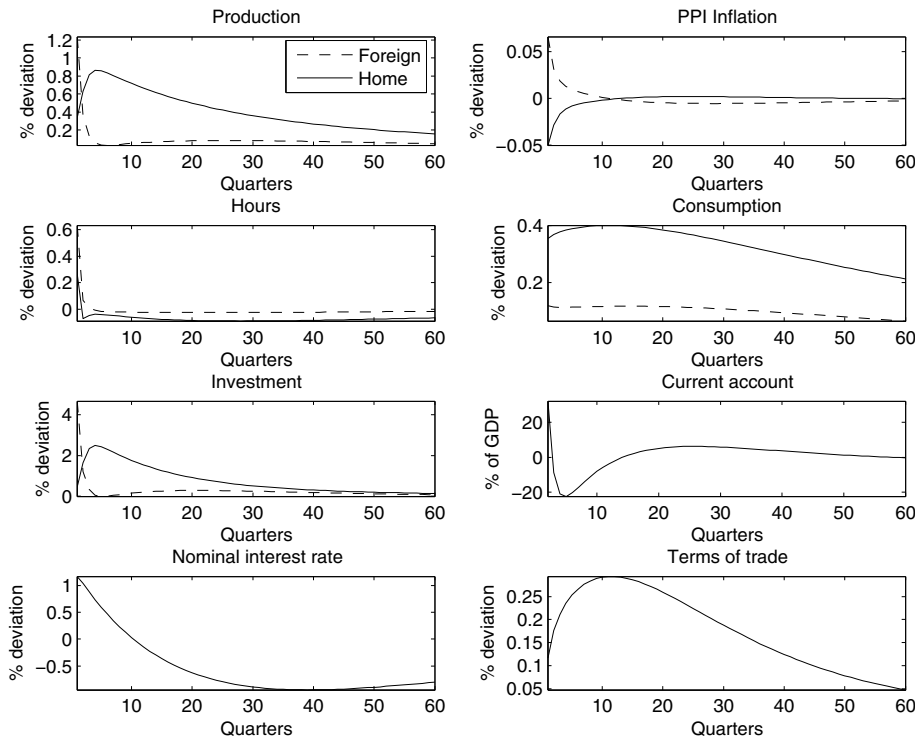 Production
% deviation
1.2
1
0.8
0.6
0.4
0.2
Foreign
Home
10 20 30 40 50 60
Quarters
PPI Inflation
% deviation
0.05
0
−0.05
10 20 30 40 50 60
Quarters
Hours
% deviation
0.6
0.4
0.2
0
10 20 30 40 50 60
Quarters
Consumption
% deviation
0.4
0.2
10 20 30 40 50 60
Quarters
Investment
% deviation
4
2
0
10 20 30 40 50 60
Quarters
Current account
% of GDP
20
0
−20
10 20 30 40 50 60
Quarters
Nominal interest rate
% deviation
1
0.5
0
−0.5
10 20 30 40 50 60
Quarters
Terms of trade
% deviation
0.25
0.2
0.15
0.1
0.05
10 20 30 40 50 60
Quarters